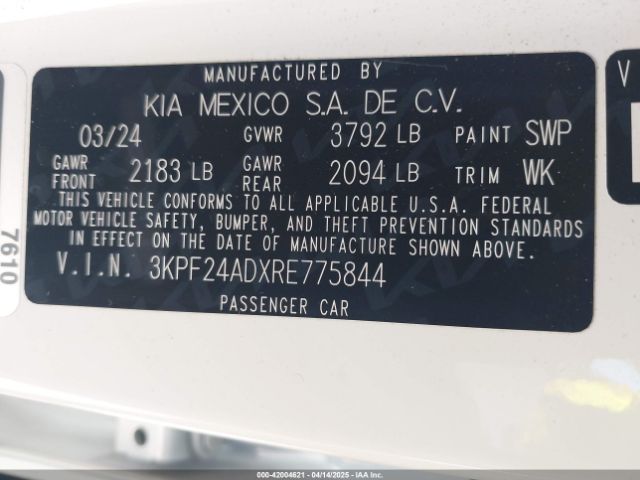 MANUFACTURED BY
KIA MEXICO S.A. DE C.V.
03/24 GVWR 3792 LB PAINT SWP
GAWR FRONT 2183 LB GAWR REAR 2094 LB TRIM WK
THIS VEHICLE CONFORMS TO ALL APPLICABLE U.S.A. FEDERAL
MOTOR VEHICLE SAFETY, BUMPER, AND THEFT PREVENTION STANDARDS
IN EFFECT ON THE DATE OF MANUFACTURE SHOWN ABOVE.
V.I.N. 3KPF24ADXRE775844
PASSENGER CAR
7610
V
000-42004621 - 04/14/2025 - IAA Inc.